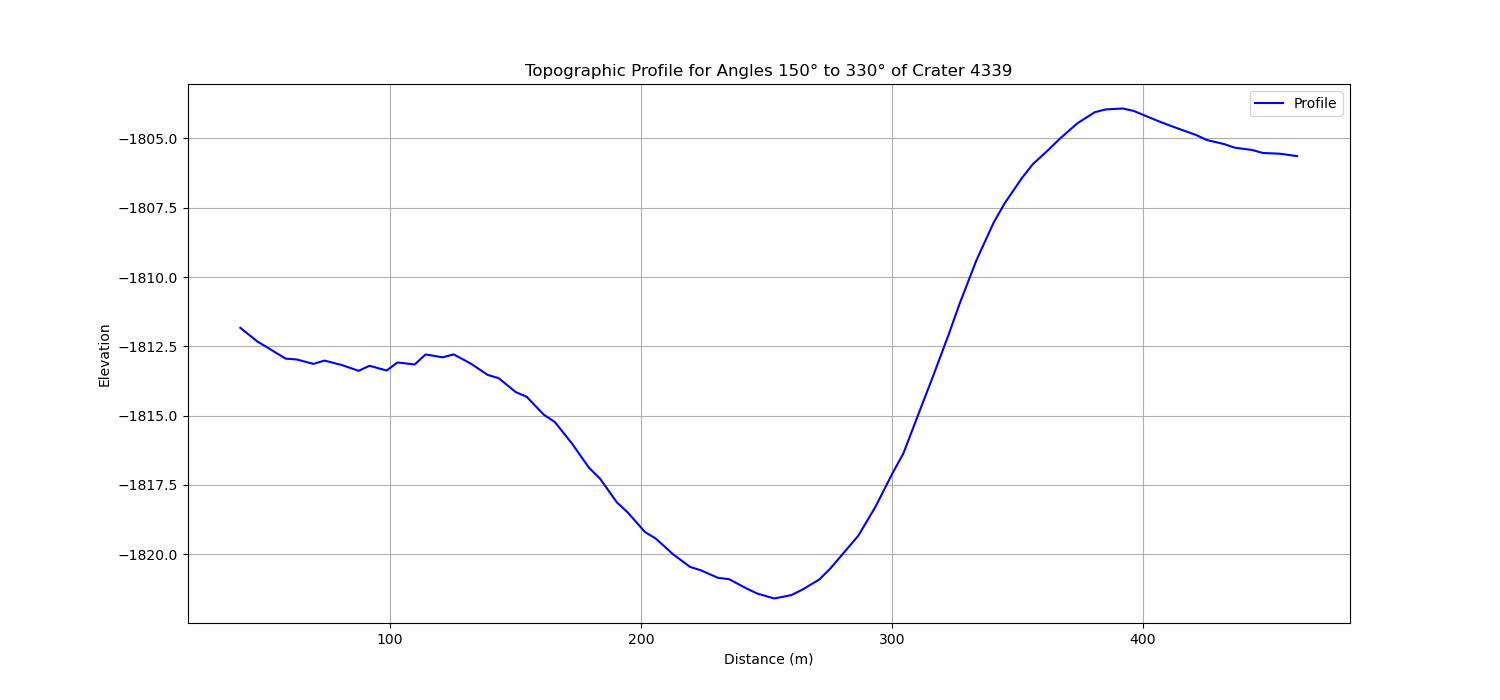 Topographic Profile for Angles 150° to 330° of Crater 4339
Profile
−1805.0
−1807.5
−1810.0
−1812.5
−1815.0
−1817.5
−1820.0
Elevation
100
200
300
400
Distance (m)